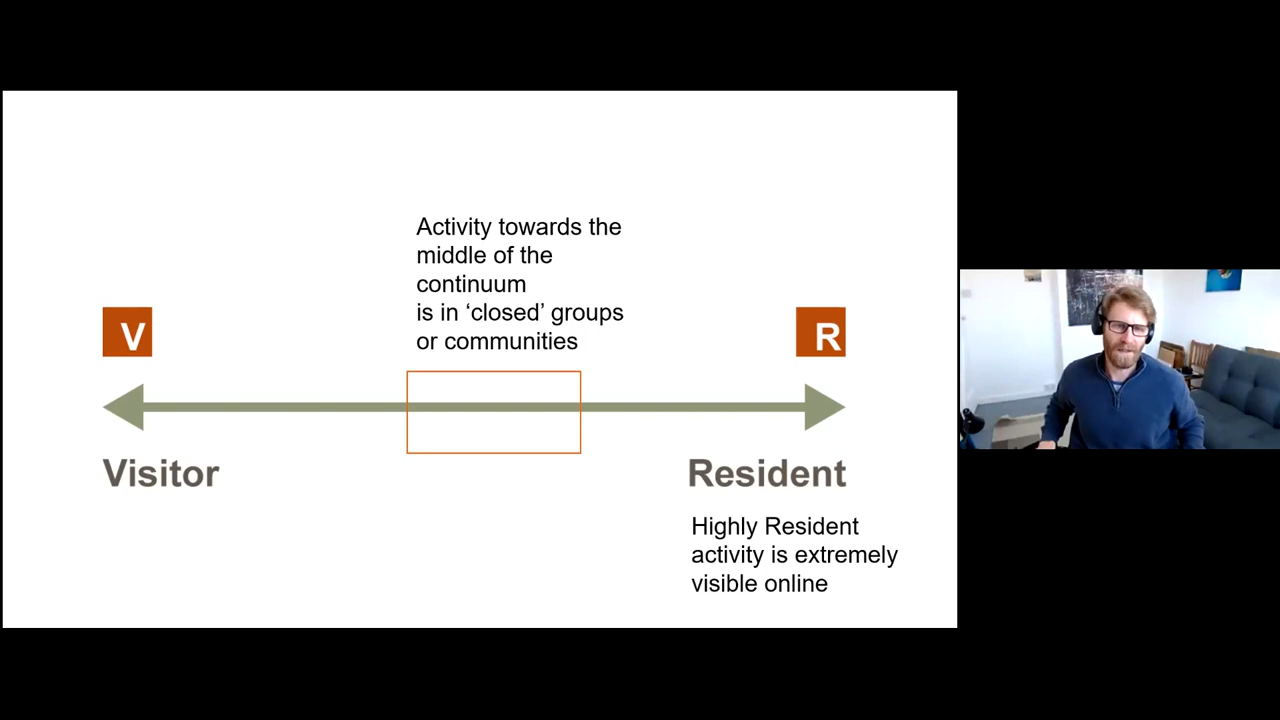 Activity towards the
middle of the
continuum
is in ‘closed’ groups
or communities
V
R
Visitor
Resident
Highly Resident
activity is extremely
visible online